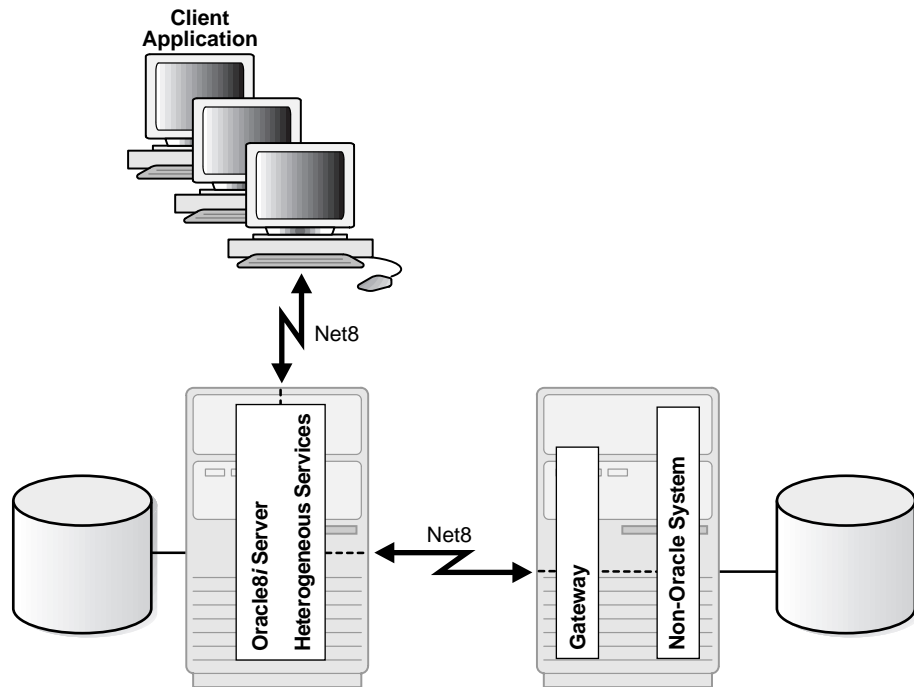 Client
Application
Net8
Oracle8i Server
Heterogeneous Services
Net8
Gateway
Non-Oracle System